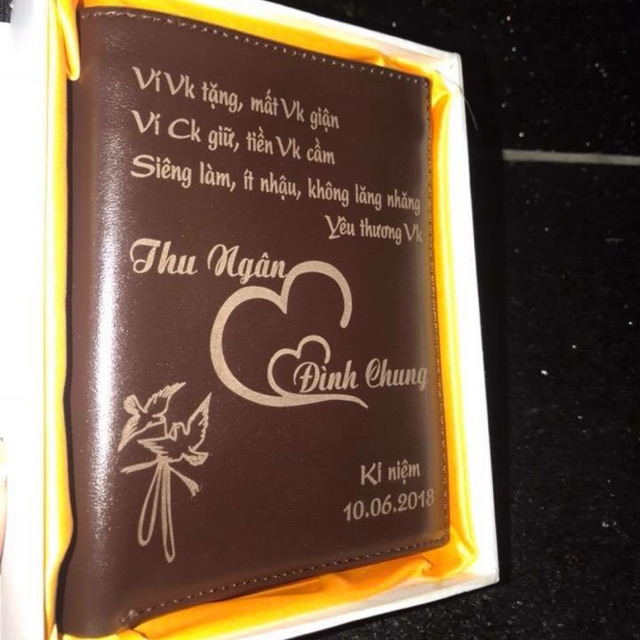 Ví Vk tặng, mất Vk giận
Ví Ck giữ, tiền Vk cầm
Siêng làm, ít nhậu, không lăng nhăng
Yêu thương Vk
Thu Ngân
Đình Chung
Kỉ niệm
10.06.2018